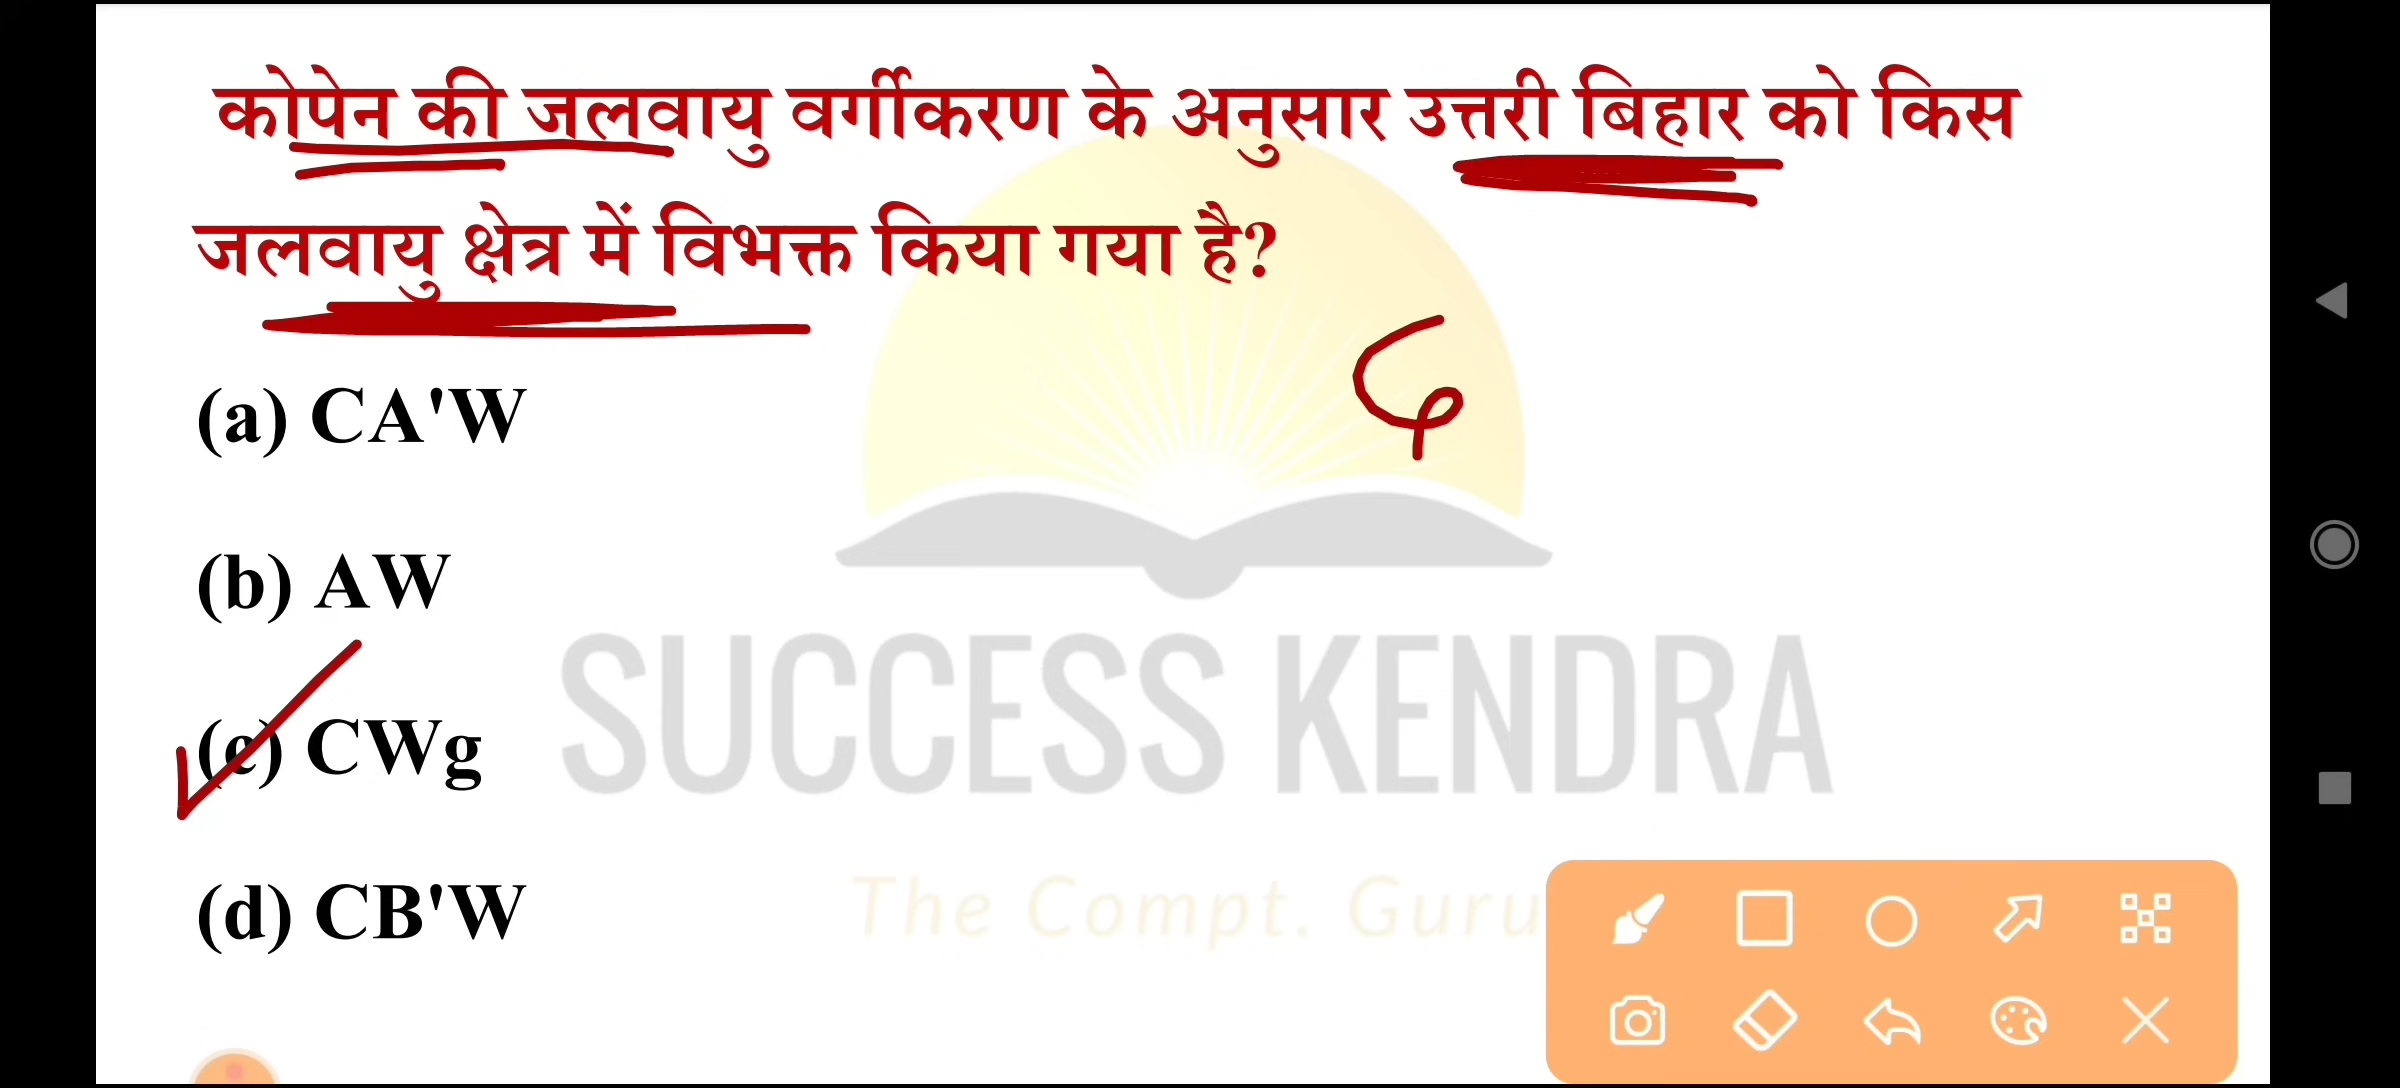 कोपेन की जलवायु वर्गीकरण के अनुसार उत्तरी बिहार को किस
जलवायु क्षेत्र में विभक्त किया गया है?
(a) CA'W
(b) AW
(c) CWg
(d) CB'W
SUCCESS KENDRA
The Compt. Guru